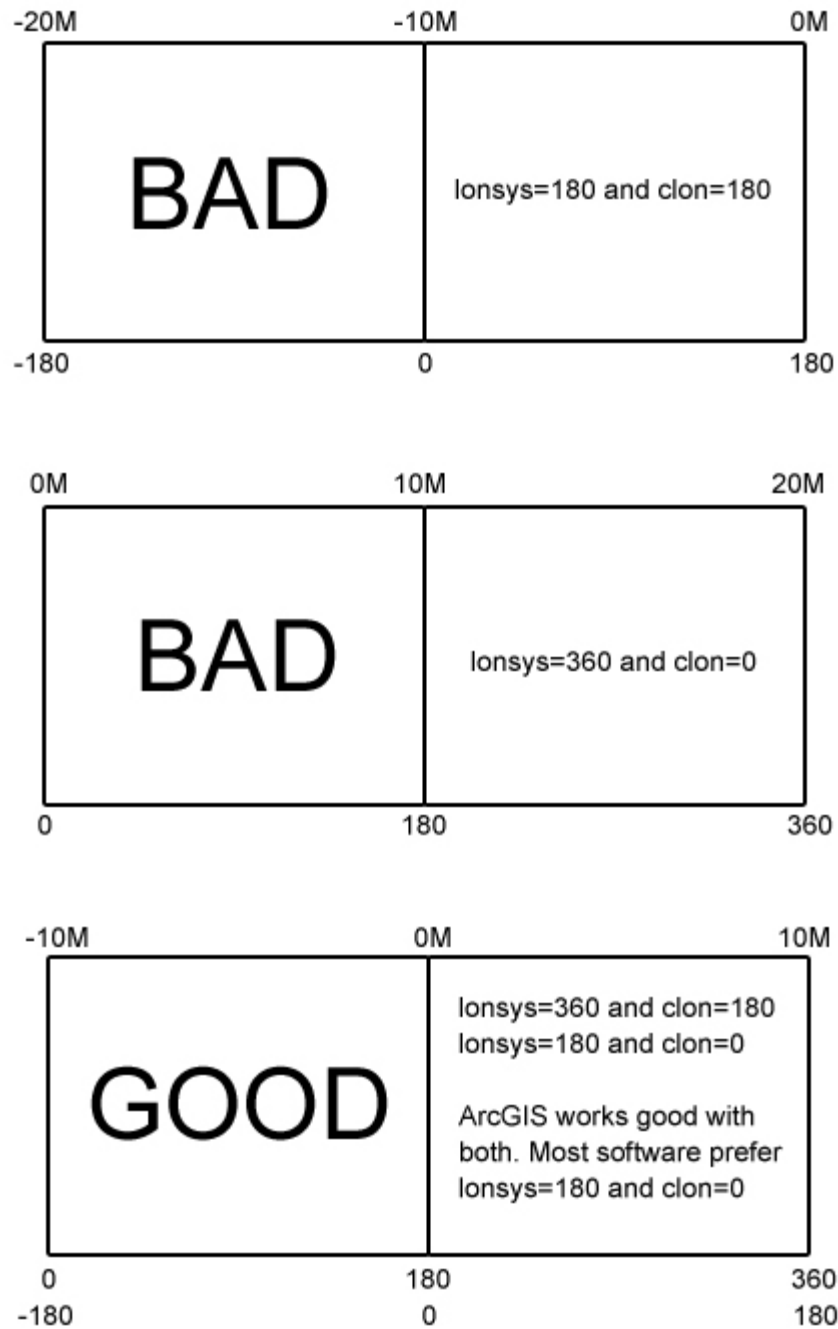 -20M -10M 0M
BAD
lonsys=180 and clon=180
-180 0 180
0M 10M 20M
BAD
lonsys=360 and clon=0
0 180 360
-10M 0M 10M
GOOD
lonsys=360 and clon=180
lonsys=180 and clon=0
ArcGIS works good with
both. Most software prefer
lonsys=180 and clon=0
0 180 360
-180 0 180